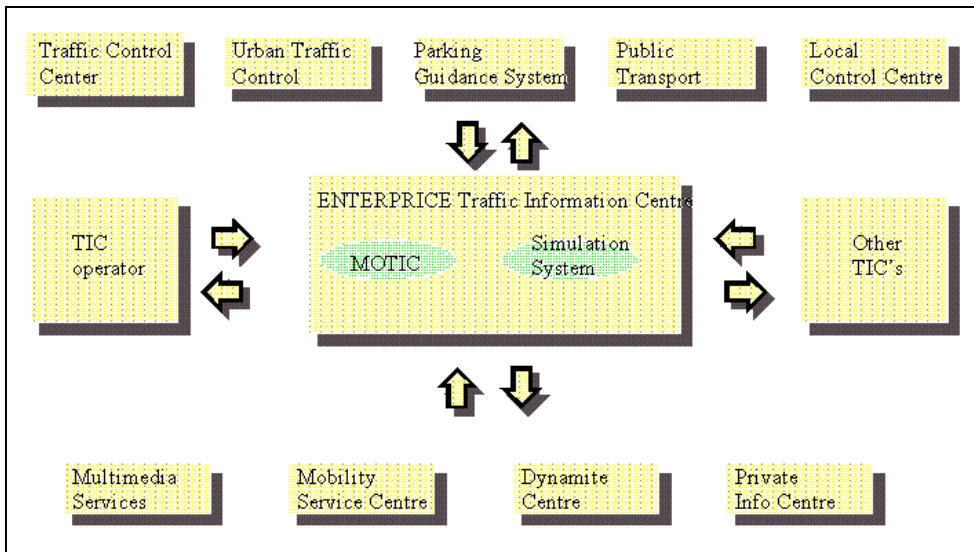 Traffic Control
Center
Urban Traffic
Control
Parking
Guidance System
Public
Transport
Local
Control Centre
ENTERPRICE Traffic Information Centre
TIC
operator
MOTIC
Simulation
System
Other
TIC's
Multimedia
Services
Mobility
Service Centre
Dynamite
Centre
Private
Info Centre